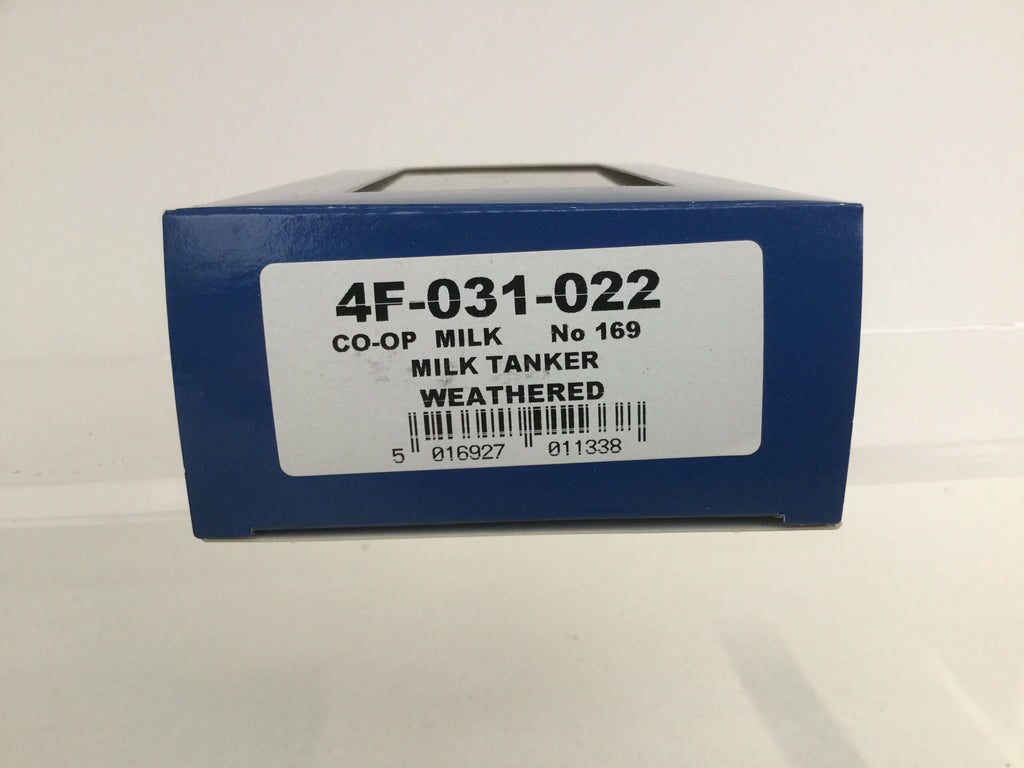 4F-031-022
CO-OP MILK No 169
MILK TANKER
WEATHERED
5 016927 011338